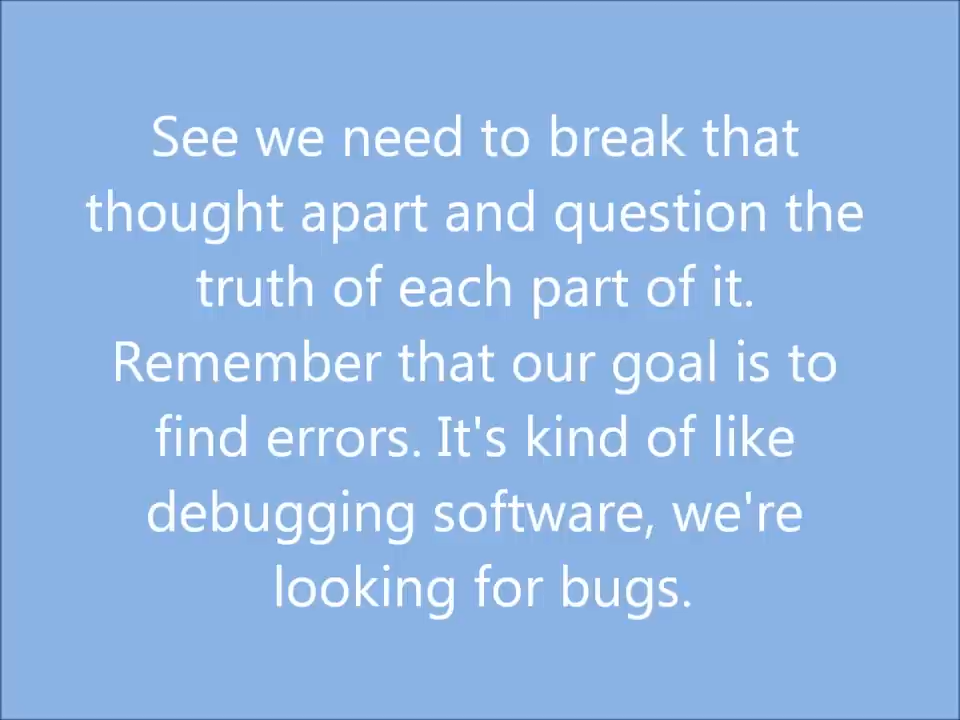 See we need to break that
thought apart and question the
truth of each part of it.
Remember that our goal is to
find errors. It's kind of like
debugging software, we're
looking for bugs.